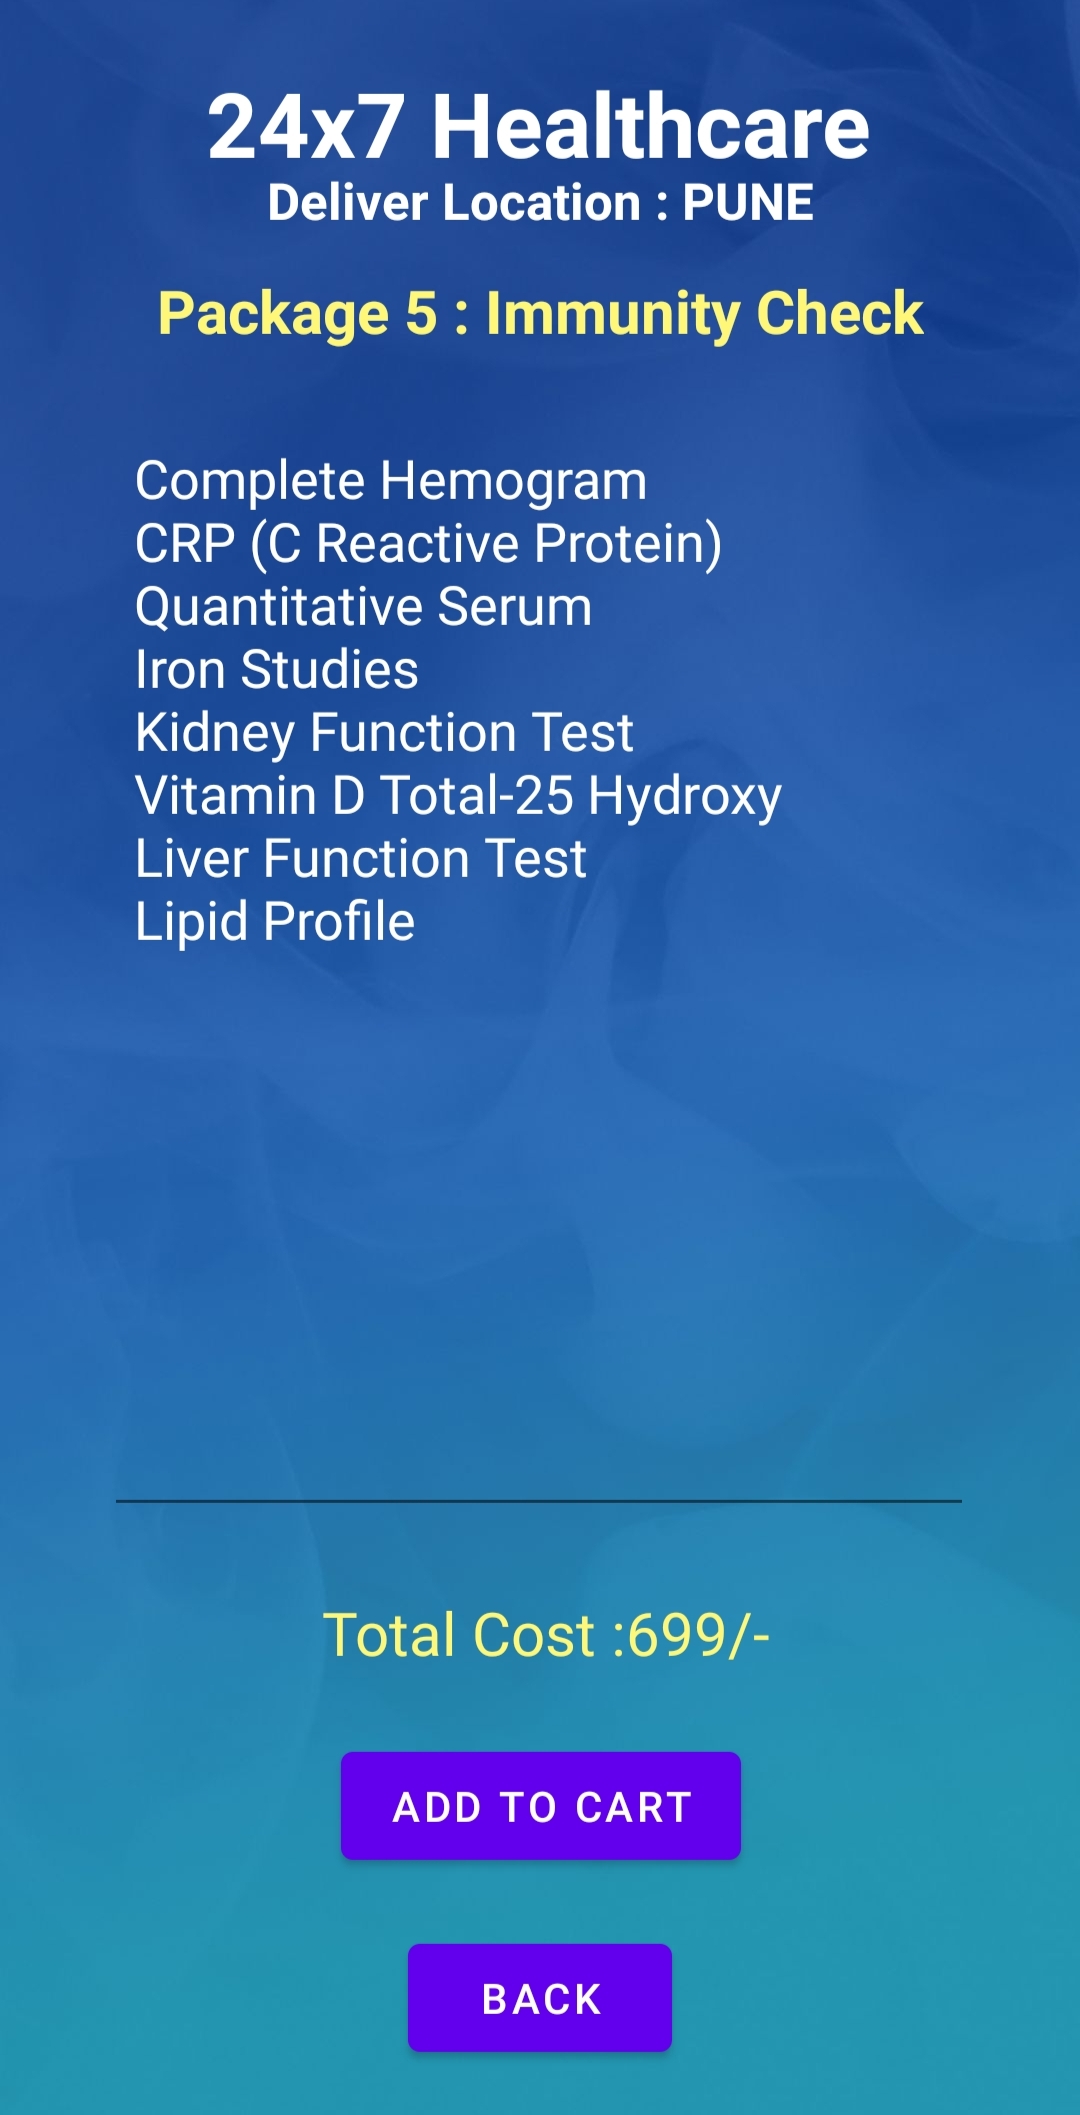 24x7 Healthcare
Deliver Location : PUNE
Package 5 : Immunity Check
Complete Hemogram
CRP (C Reactive Protein)
Quantitative Serum
Iron Studies
Kidney Function Test
Vitamin D Total-25 Hydroxy
Liver Function Test
Lipid Profile
Total Cost :699/-
ADD TO CART
BACK